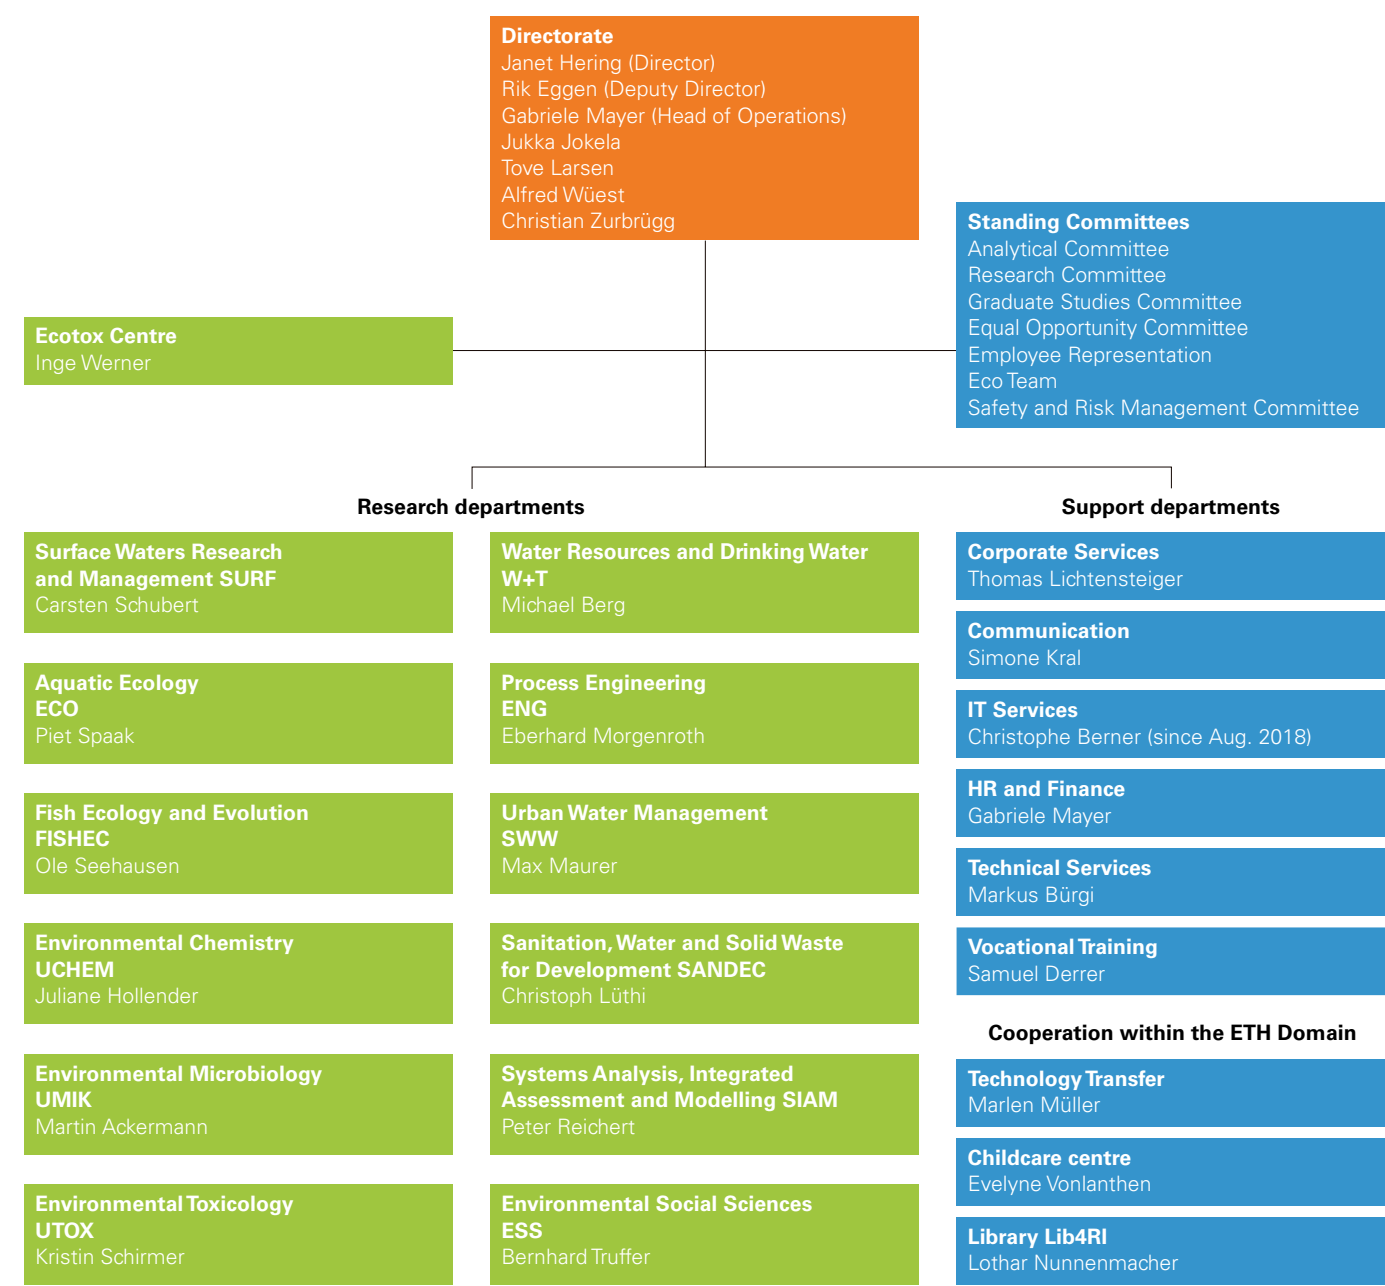 Directorate
Janet Hering (Director)
Rik Eggen (Deputy Director)
Gabriele Mayer (Head of Operations)
Jukka Jokela
Tove Larsen
Alfred Wüest
Christian Zurbrügg
Standing Committees
Analytical Committee
Research Committee
Graduate Studies Committee
Equal Opportunity Committee
Employee Representation
Eco Team
Safety and Risk Management Committee
Ecotox Centre
Inge Werner
Research departments
Surface Waters Research
and Management SURF
Carsten Schubert
Water Resources and Drinking Water
W+T
Michael Berg
Aquatic Ecology
ECO
Piet Spaak
Process Engineering
ENG
Eberhard Morgenroth
Fish Ecology and Evolution
FISHEC
Ole Seehausen
Urban Water Management
SWW
Max Maurer
Environmental Chemistry
UCHEM
Juliane Hollender
Sanitation, Water and Solid Waste
for Development SANDEC
Christoph Lüthi
Environmental Microbiology
UMIK
Martin Ackermann
Systems Analysis, Integrated
Assessment and Modelling SIAM
Peter Reichert
Environmental Toxicology
UTOX
Kristin Schirmer
Environmental Social Sciences
ESS
Bernhard Truffer
Support departments
Corporate Services
Thomas Lichtensteiger
Communication
Simone Kral
IT Services
Christophe Berner (since Aug. 2018)
HR and Finance
Gabriele Mayer
Technical Services
Markus Bürgi
Vocational Training
Samuel Derrer
Cooperation within the ETH Domain
Technology Transfer
Marlen Müller
Childcare centre
Evelyne Vonlanthen
Library Lib4RI
Lothar Nunnenmacher